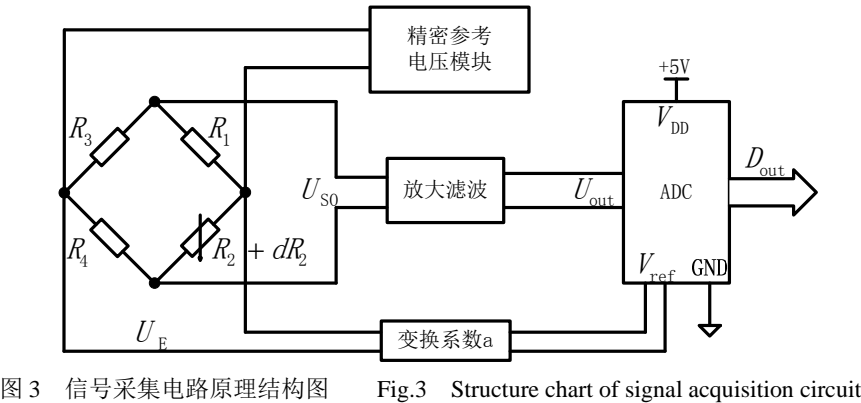 精密参考
电压模块
+5V
R3
R1
VDD
Dout
USO
放大滤波
Uout
ADC
R4
R2 + dR2
Vref GND
UE
变换系数a
图 3 信号采集电路原理结构图 Fig.3 Structure chart of signal acquisition circuit